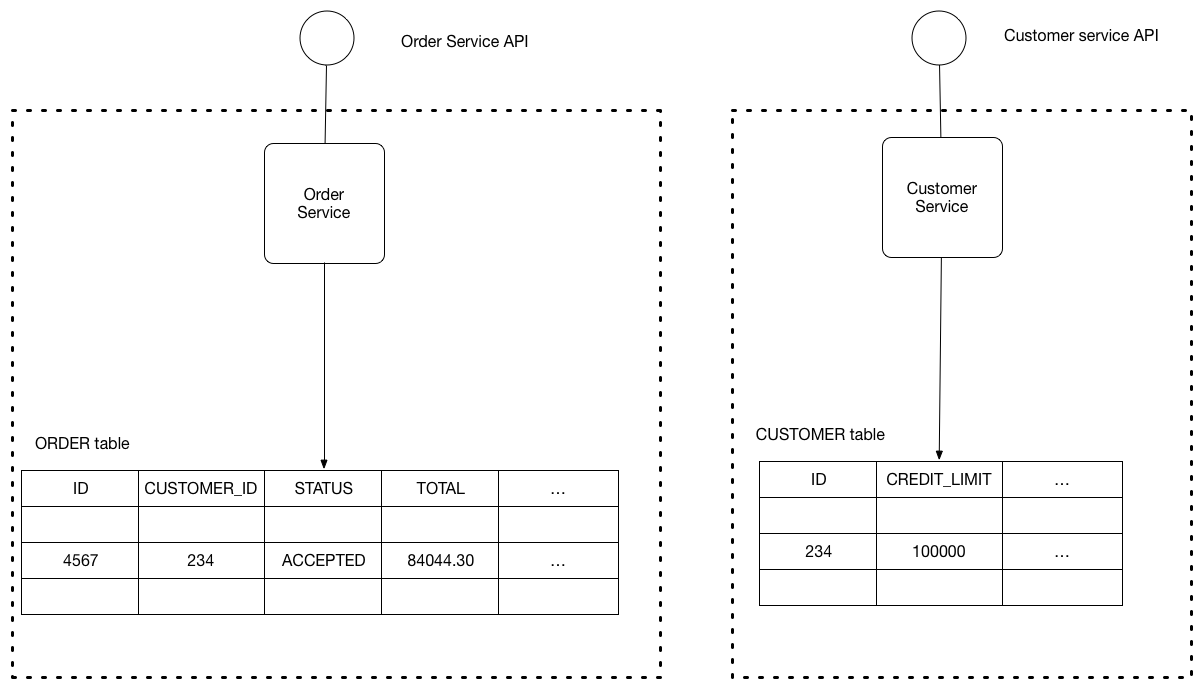 Order Service API
Customer service API
Order
Service
Customer
Service
ORDER table
ID CUSTOMER_ID STATUS TOTAL ...
4567 234 ACCEPTED 84044.30 ...
CUSTOMER table
ID CREDIT_LIMIT ...
234 100000 ...